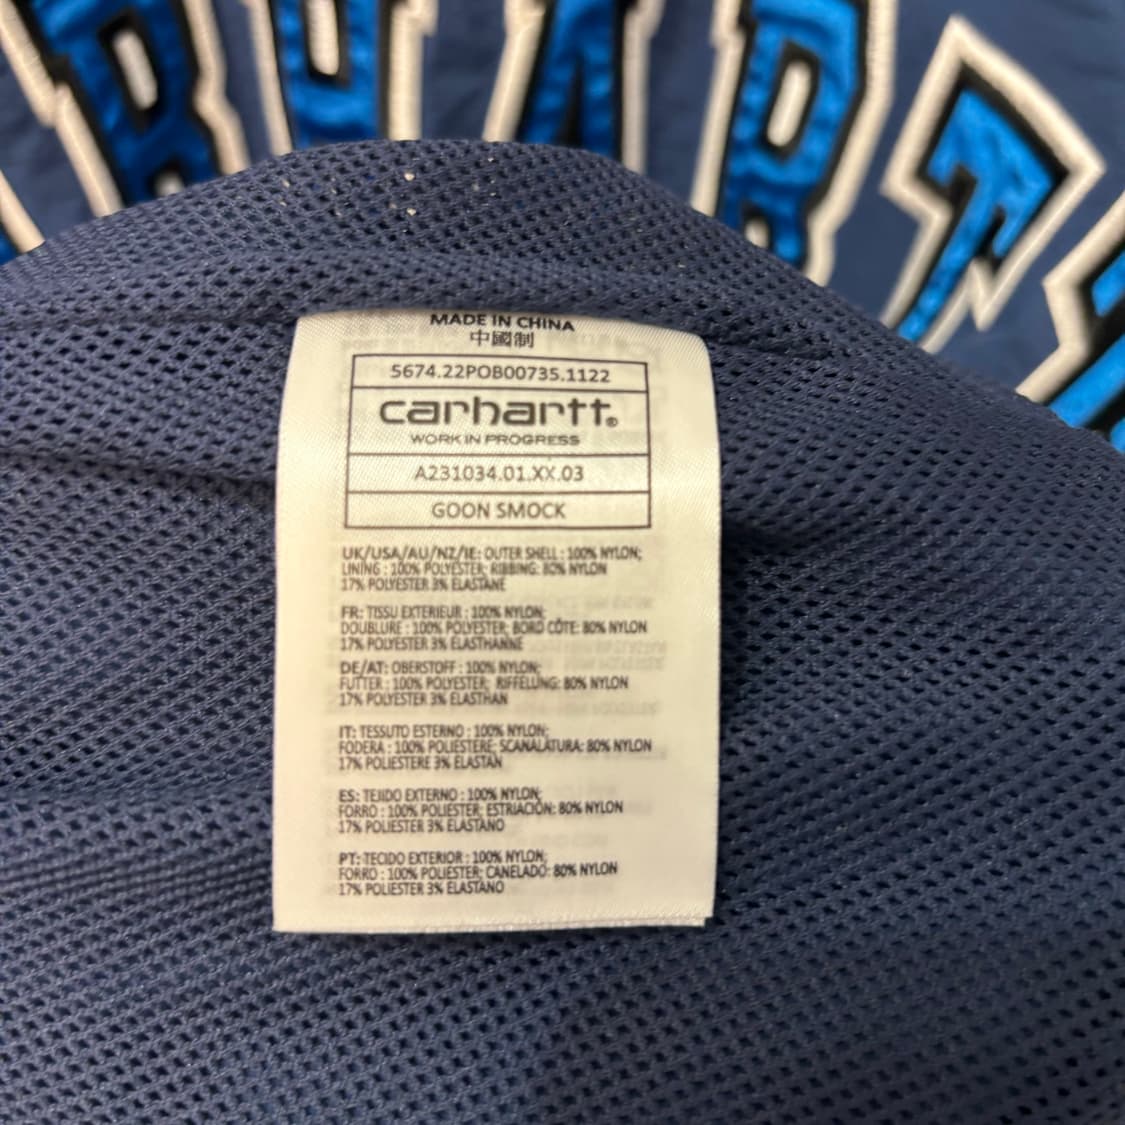 RHARTT
MADE IN CHINA
中國制
5674.22POB00735.1122
carhartt®
WORK IN PROGRESS
A231034.01.XX.03
GOON SMOCK
UK/USA/AU/NZ/IE: OUTER SHELL : 100% NYLON;
LINING : 100% POLYESTER; RIBBING: 80% NYLON
17% POLYESTER 3% ELASTANE
FR: TISSU EXTERIEUR : 100% NYLON;
DOUBLURE : 100% POLYESTER; BORD CÔTE: 80% NYLON
17% POLYESTER 3% ELASTHANNE
DE/AT: OBERSTOFF : 100% NYLON;
FUTTER : 100% POLYESTER; RIFFELUNG: 80% NYLON
17% POLYESTER 3% ELASTHAN
IT: TESSUTO ESTERNO : 100% NYLON;
FODERA : 100% POLIESTERE; SCANALATURA: 80% NYLON
17% POLIESTERE 3% ELASTAN
ES: TEJIDO EXTERNO : 100% NYLON;
FORRO : 100% POLIESTER; ESTRIACIÓN: 80% NYLON
17% POLIESTER 3% ELASTANO
PT: TECIDO EXTERIOR : 100% NYLON;
FORRO : 100% POLIESTER; CANELADO: 80% NYLON
17% POLIESTER 3% ELASTANO